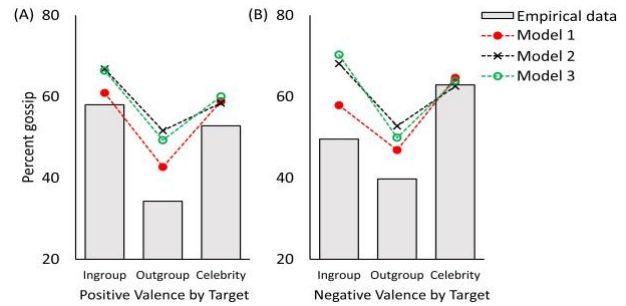 (A)
80
60
40
20
Percent gossip
Ingroup Outgroup Celebrity
Positive Valence by Target
(B)
80
60
40
20
Ingroup Outgroup Celebrity
Negative Valence by Target
Empirical data
Model 1
Model 2
Model 3